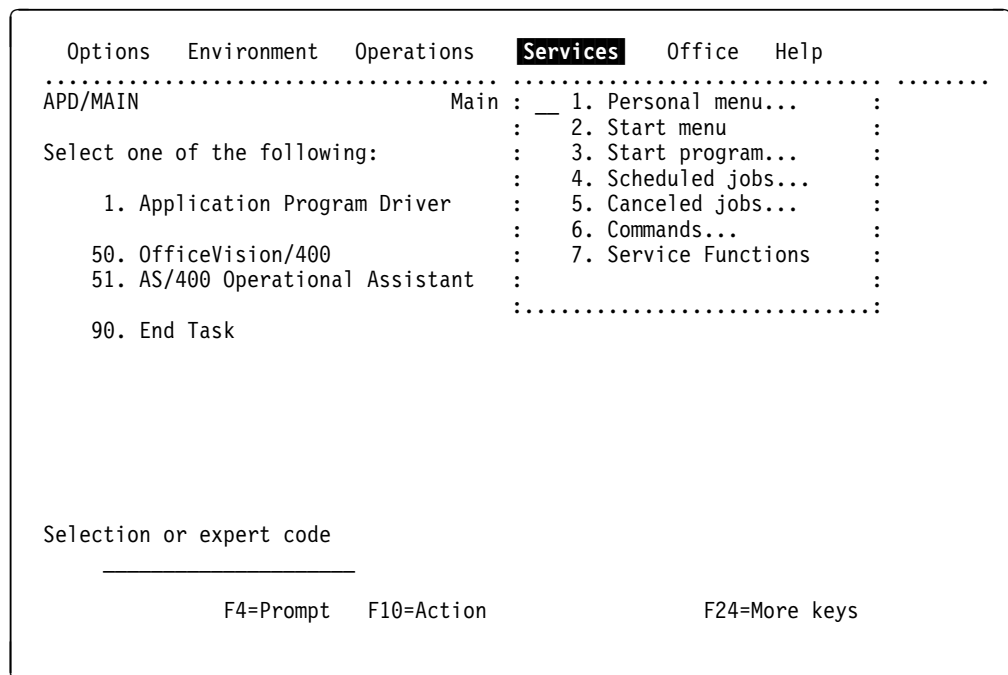 Options Environment Operations Services Office Help
...................................... ............................... ........
APD/MAIN Main : __ 1. Personal menu... :
: 2. Start menu :
Select one of the following: : 3. Start program... :
: 4. Scheduled jobs... :
1. Application Program Driver : 5. Canceled jobs... :
: 6. Commands... :
50. OfficeVision/400 : 7. Service Functions :
51. AS/400 Operational Assistant : :
:.............................:
90. End Task
Selection or expert code
_____________________
F4=Prompt F10=Action F24=More keys